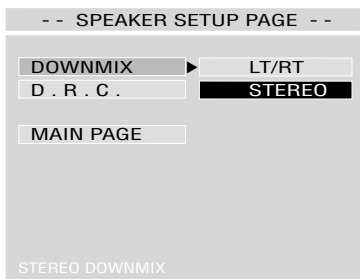 - - SPEAKER SETUP PAGE - -
DOWNMIX LT/RT
D . R . C . STEREO
MAIN PAGE
STEREO DOWNMIX